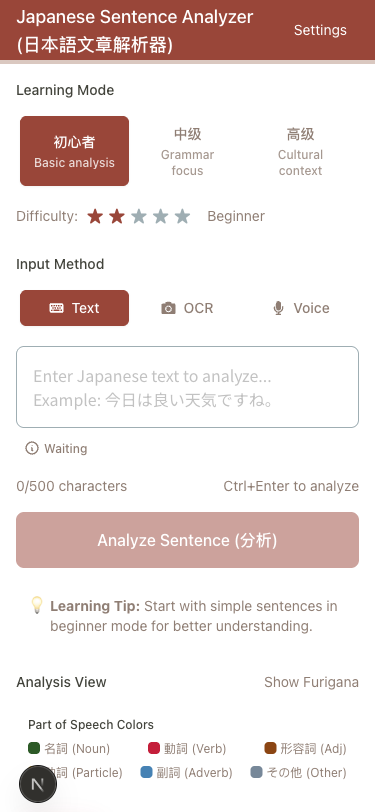 Japanese Sentence Analyzer
(日本語文章解析器)
Settings
Learning Mode
初心者
Basic analysis
中级
Grammar
focus
高级
Cultural
context
Difficulty:
Beginner
Input Method
Text
OCR
Voice
Enter Japanese text to analyze...
Example: 今日は良い天気ですね。
Waiting
0/500 characters
Ctrl+Enter to analyze
Analyze Sentence (分析)
Learning Tip: Start with simple sentences in
beginner mode for better understanding.
Analysis View
Show Furigana
Part of Speech Colors
名詞 (Noun)
動詞 (Verb)
形容詞 (Adj)
詞 (Particle)
副詞 (Adverb)
その他 (Other)
N